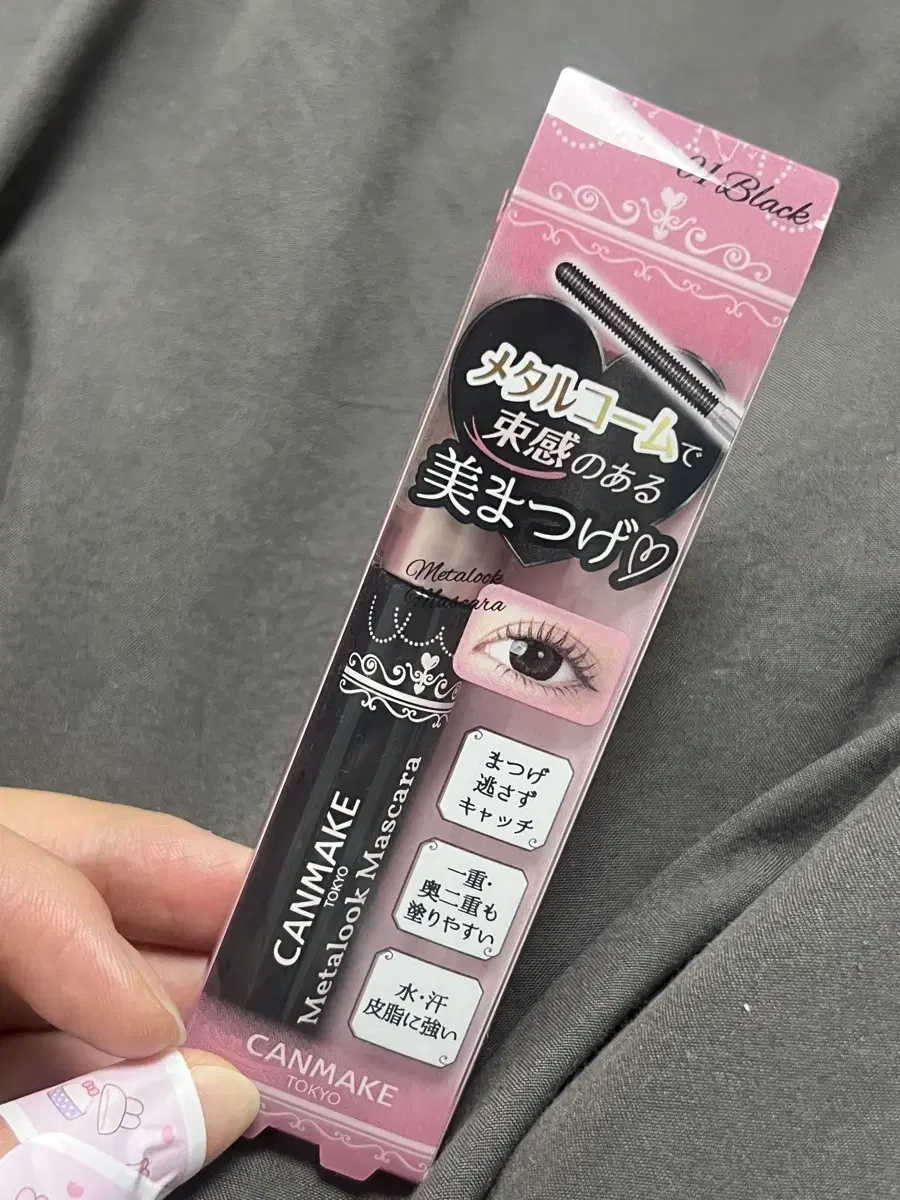 01 Black
メタルコームで
束感のある
美まつげ
Metalook
Mascara
まつげ
逃さず
キャッチ
一重・
奥二重も
塗りやすい
水・汗
皮脂に強い
CANMAKE
TOKYO
Metalook Mascara
CANMAKE
TOKYO